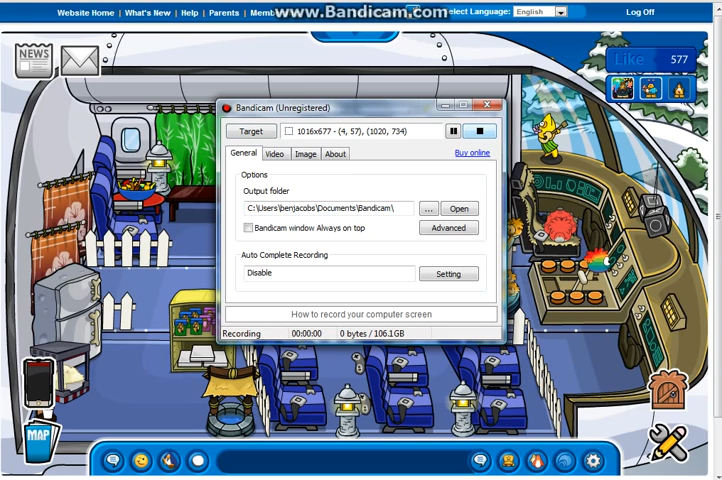 www.Bandicam.com
Website Home | What's New | Help | Parents | Mem
Select Language: English
Log Off
NEWS
Like 577
Bandicam (Unregistered)
Target
1016x677 - (4, 57), (1020, 734)
General Video Image About
Buy online
Options
Output folder
C:\Users\benjacobs\Documents\Bandicam\
... Open
Bandicam window Always on top
Advanced
Auto Complete Recording
Disable
Setting
How to record your computer screen
Recording 00:00:00 0 bytes / 106.1GB
MAP